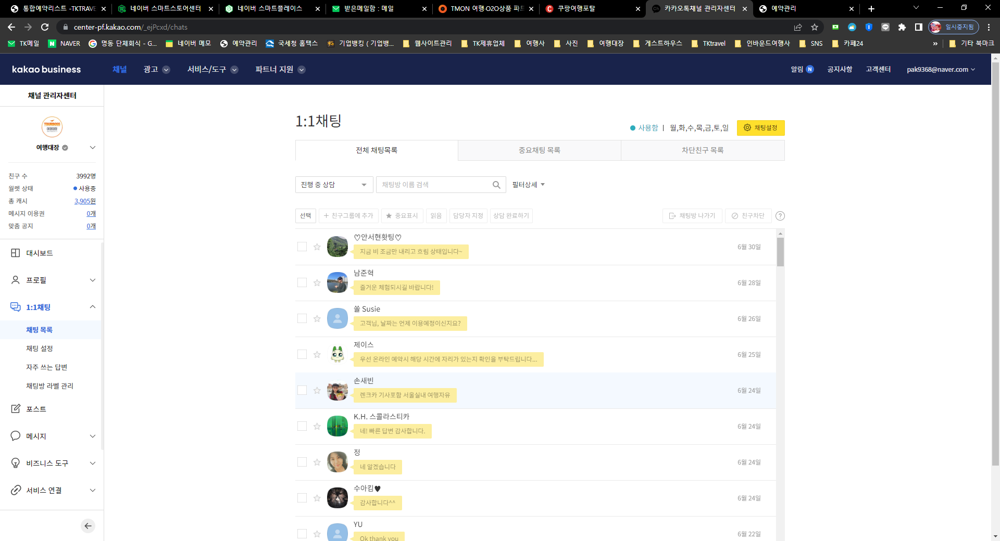 통합예약리스트 -TKTRAVE
네이버 스마트스토어센터
네이버 스마트플레이스
받은메일함 : 메일
TMON 여행·O2O상품 파트
쿠팡여행포탈
카카오톡채널 관리자센터
예약관리
center-pf.kakao.com/_ejPcxd/chats
일시중지됨
TK메일
NAVER
명동 단체회식 - G...
네이버 메모
예약관리
국세청 홈택스
기업뱅킹 ( 기업뱅...
웹사이트관리
TK제휴업체
여행사
사진
여행대장
게스트하우스
TKtravel
인바운드여행사
SNS
카페24
»
기타 북마크
kakao business
채널
광고
서비스/도구
파트너 지원
알림 N
공지사항
고객센터
pak9368@naver.com
채널 관리자센터
TOURBOSS
여행대장
여행대장
친구 수 3992명
월렛 상태 사용중
총 캐시 3,905원
메시지 이용권 0개
맞춤 공지 0개
대시보드
프로필
1:1채팅
채팅 목록
채팅 설정
자주 쓰는 답변
채팅방 라벨 관리
포스트
메시지
비즈니스 도구
서비스 연결
1:1채팅
사용함 | 월,화,수,목,금,토,일
채팅설정
전체 채팅목록
중요채팅 목록
차단친구 목록
진행 중 상담
채팅방 이름 검색
필터상세
선택
+ 친구그룹에 추가
★ 중요표시
읽음
담당자 지정
상담 완료하기
채팅방 나가기
친구차단
?
♡안서현홧팅♡
지금 비 조금만 내리고 흐림 상태입니다~
6월 30일
남준혁
즐거운 체험되시길 바랍니다!
6월 28일
쏠 Susie
고객님, 날짜는 언제 이용예정이신지요?
6월 26일
제이스
우선 온라인 예약시 해당 시간에 자리가 있는지 확인을 부탁드립니다...
6월 25일
손새빈
렌크카 기사포함 서울실내 여행자유
6월 24일
K.H. 스콜라스티카
네! 빠른 답변 감사합니다.
6월 24일
정
네 알겠습니다
6월 24일
수아킴♥
감사합니다^^
6월 24일
YU
Ok thank you
6월 22일